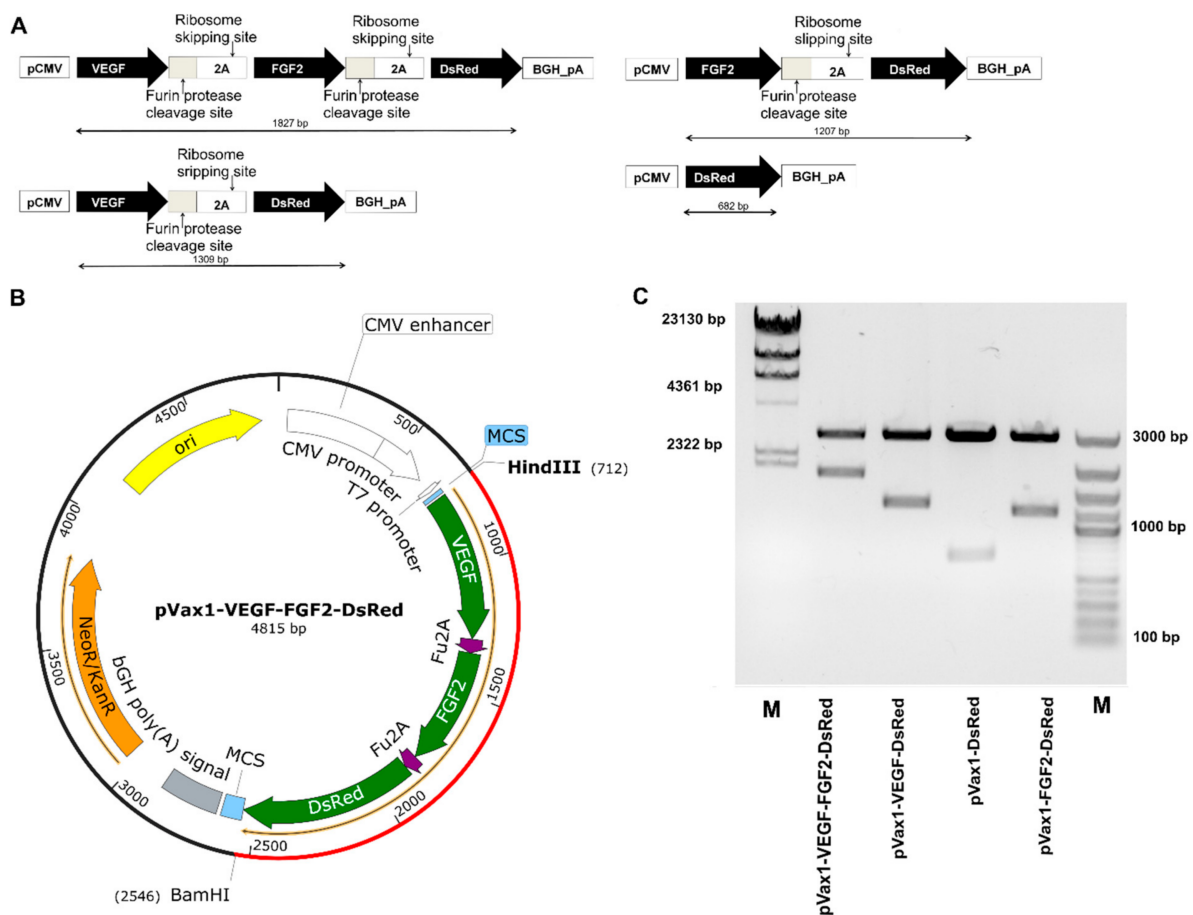 A
Ribosome
skipping site
Ribosome
skipping site
pCMV VEGF 2A FGF2 2A DsRed BGH_pA
Furin protease
cleavage site
Furin protease
cleavage site
1827 bp
Ribosome
slipping site
pCMV FGF2 2A DsRed BGH_pA
Furin protease
cleavage site
1207 bp
Ribosome
sripping site
pCMV VEGF 2A DsRed BGH_pA
Furin protease
cleavage site
1309 bp
pCMV DsRed BGH_pA
682 bp
B
CMV enhancer
4500
500
ori
CMV promoter
T7 promoter
MCS
HindIII (712)
4000
1000
VEGF
pVax1-VEGF-FGF2-DsRed
4815 bp
Fu2A
NeoR/KanR
3500
FGF2
1500
bGH poly(A) signal
Fu2A
MCS
DsRed
2000
3000
2500
(2546) BamHI
C
23130 bp
4361 bp
2322 bp
3000 bp
1000 bp
100 bp
M
pVax1-VEGF-FGF2-DsRed
pVax1-VEGF-DsRed
pVax1-DsRed
pVax1-FGF2-DsRed
M